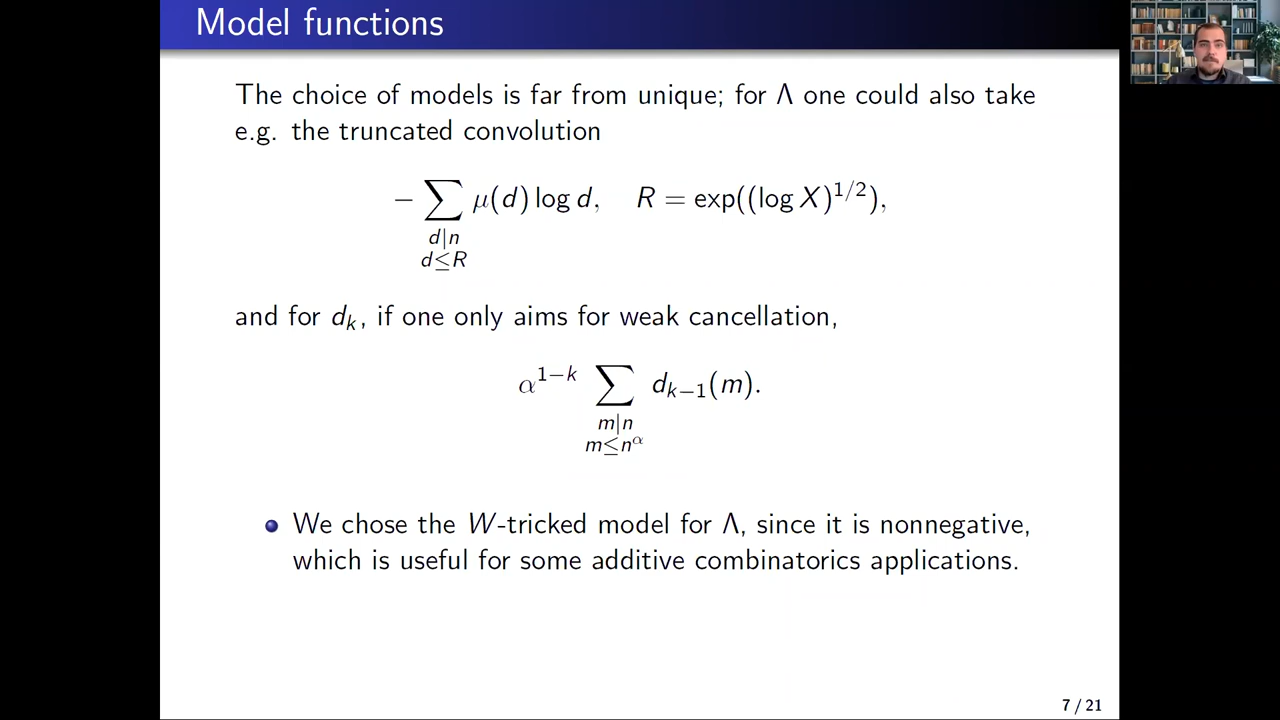 Model functions
The choice of models is far from unique; for Λ one could also take
e.g. the truncated convolution
− ∑ μ(d) log d, R = exp((log X)^{1/2}),
d|n
d≤R
and for d_k, if one only aims for weak cancellation,
α^{1−k} ∑ d_{k−1}(m).
m|n
m≤n^α
We chose the W-tricked model for Λ, since it is nonnegative,
which is useful for some additive combinatorics applications.
7 / 21